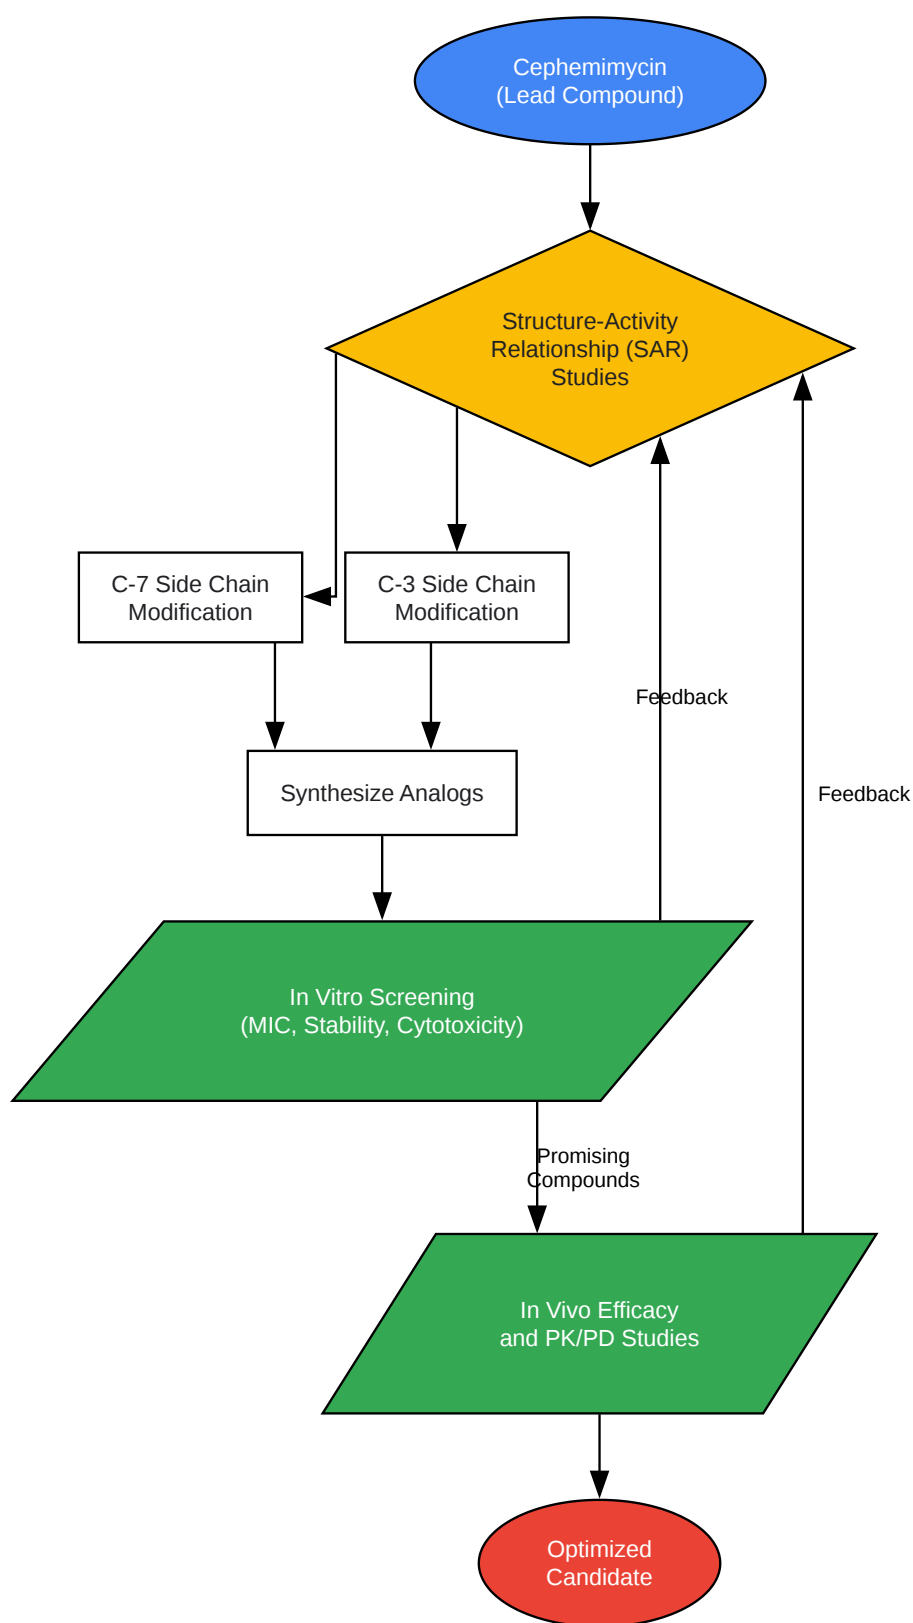 Cephemimycin
(Lead Compound)
Structure-Activity
Relationship (SAR)
Studies
C-7 Side Chain
Modification
C-3 Side Chain
Modification
Feedback
Synthesize Analogs
Feedback
In Vitro Screening
(MIC, Stability, Cytotoxicity)
Promising
Compounds
In Vivo Efficacy
and PK/PD Studies
Optimized
Candidate